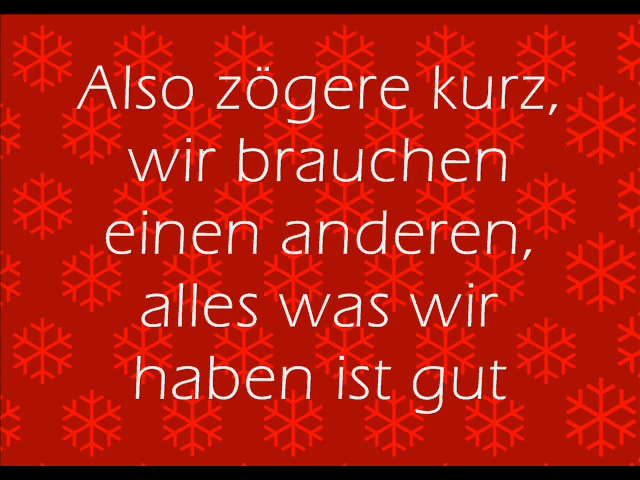 Also zögere kurz,
wir brauchen
einen anderen,
alles was wir
haben ist gut